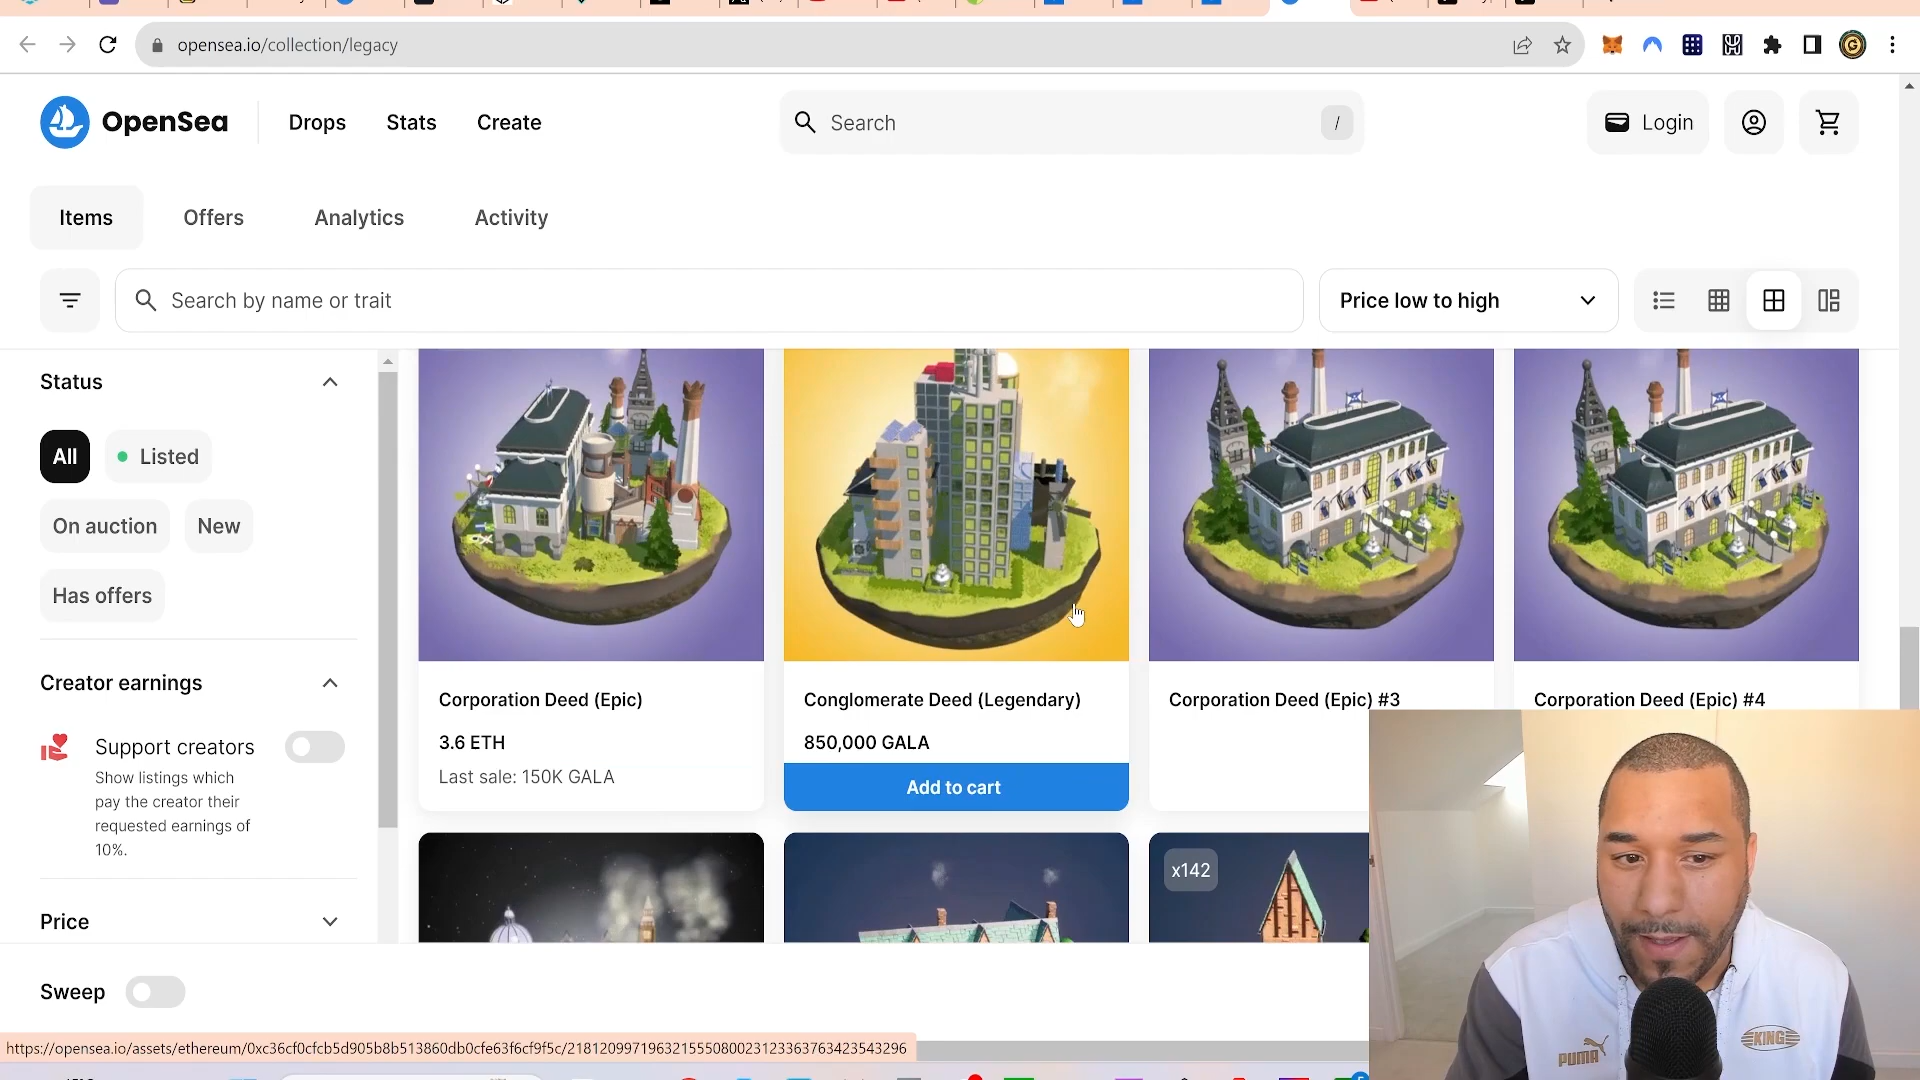 opensea.io/collection/legacy
OpenSea
Drops
Stats
Create
Search
/
Login
Items
Offers
Analytics
Activity
Search by name or trait
Price low to high
Status
All
Listed
On auction
New
Has offers
Creator earnings
Support creators
Show listings which
pay the creator their
requested earnings of
10%.
Price
Corporation Deed (Epic)
3.6 ETH
Last sale: 150K GALA
Conglomerate Deed (Legendary)
850,000 GALA
Add to cart
Corporation Deed (Epic) #3
Corporation Deed (Epic) #4
x142
Sweep
https://opensea.io/assets/ethereum/0xc36cf0cfcb5d905b8b513860db0cfe63f6cf9f5c/218120997196321555080023123363763423543296
PUMA
KING